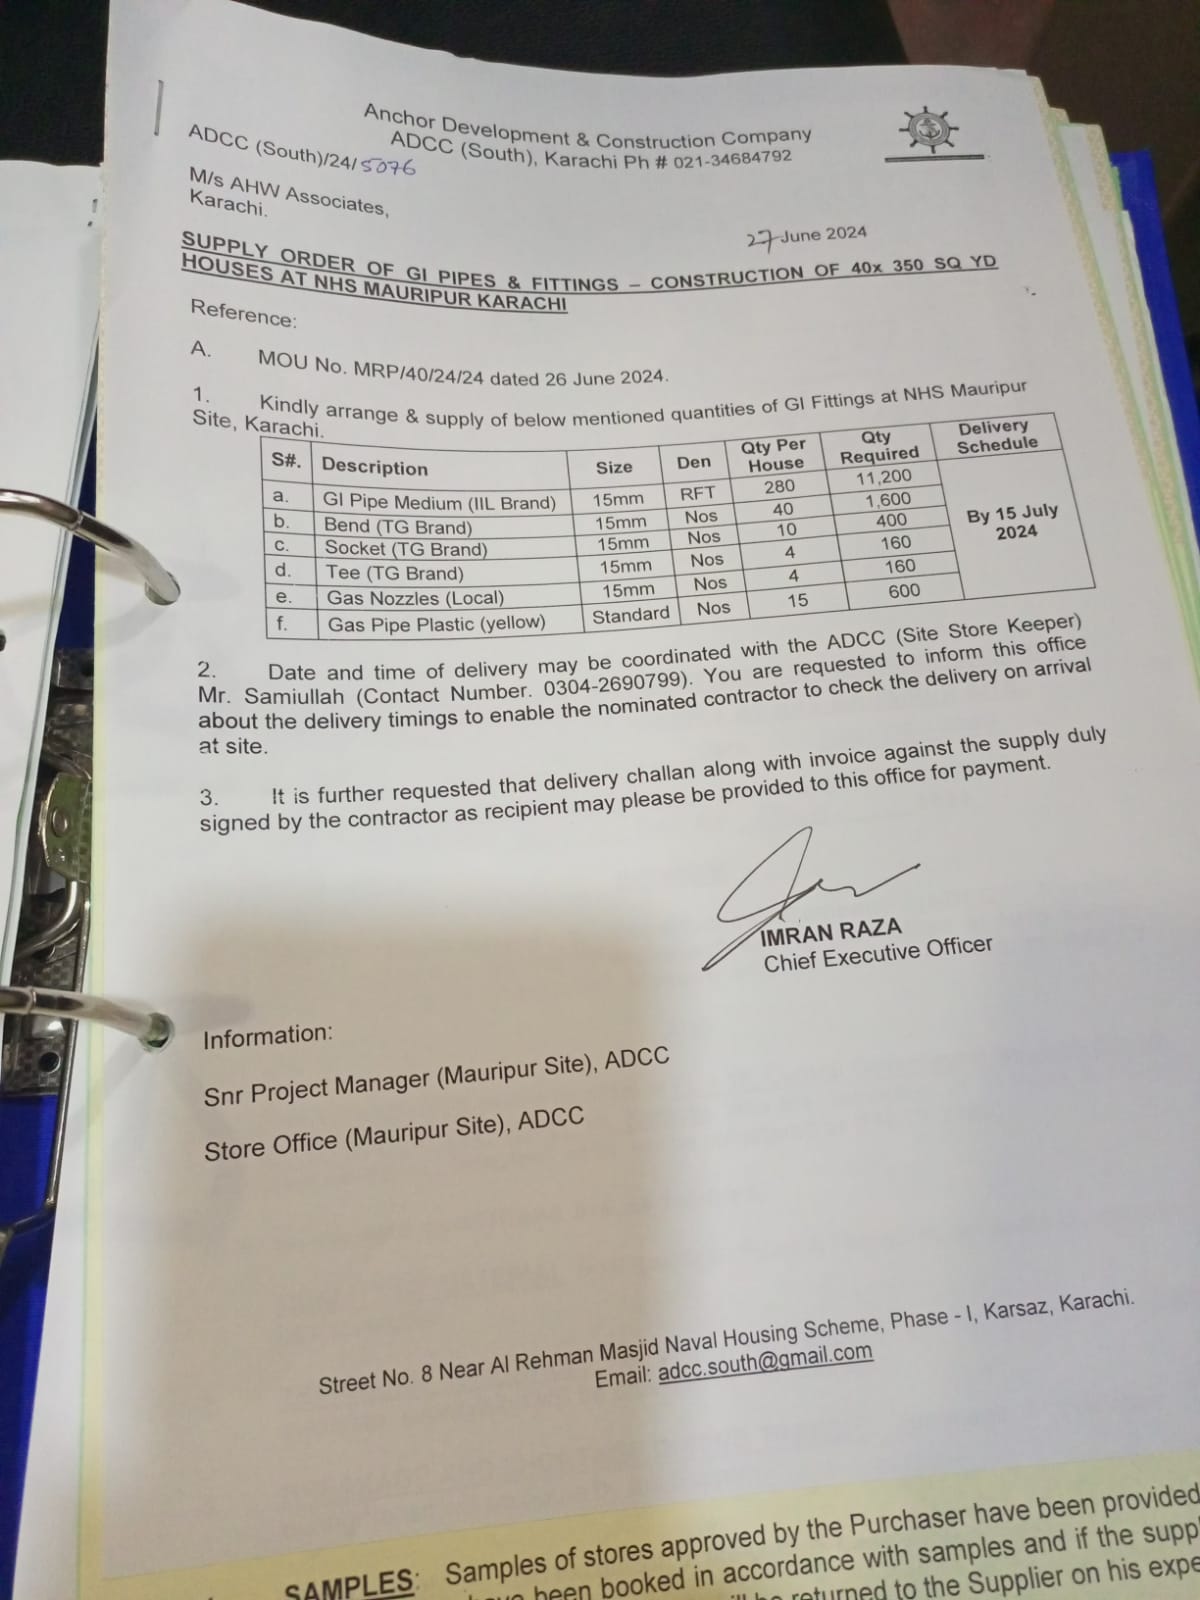 Anchor Development & Construction Company
ADCC (South), Karachi Ph # 021-34684792
ADCC (South)/24/5076
M/s AHW Associates,
Karachi.
27 June 2024
SUPPLY ORDER OF GI PIPES & FITTINGS – CONSTRUCTION OF 40x 350 SQ YD
HOUSES AT NHS MAURIPUR KARACHI
Reference:
A. MOU No. MRP/40/24/24 dated 26 June 2024.
1. Kindly arrange & supply of below mentioned quantities of GI Fittings at NHS Mauripur
Site, Karachi.
S#. Description Size Den Qty Per House Qty Required Delivery Schedule
a. GI Pipe Medium (IIL Brand) 15mm RFT 280 11,200 By 15 July 2024
b. Bend (TG Brand) 15mm Nos 40 1,600
c. Socket (TG Brand) 15mm Nos 10 400
d. Tee (TG Brand) 15mm Nos 4 160
e. Gas Nozzles (Local) 15mm Nos 4 160
f. Gas Pipe Plastic (yellow) Standard Nos 15 600
2. Date and time of delivery may be coordinated with the ADCC (Site Store Keeper)
Mr. Samiullah (Contact Number. 0304-2690799). You are requested to inform this office
about the delivery timings to enable the nominated contractor to check the delivery on arrival
at site.
3. It is further requested that delivery challan along with invoice against the supply duly
signed by the contractor as recipient may please be provided to this office for payment.
IMRAN RAZA
Chief Executive Officer
Information:
Snr Project Manager (Mauripur Site), ADCC
Store Office (Mauripur Site), ADCC
Street No. 8 Near Al Rehman Masjid Naval Housing Scheme, Phase - I, Karsaz, Karachi.
Email: adcc.south@gmail.com
SAMPLES: Samples of stores approved by the Purchaser have been provided
been booked in accordance with samples and if the
returned to the Supplier on his